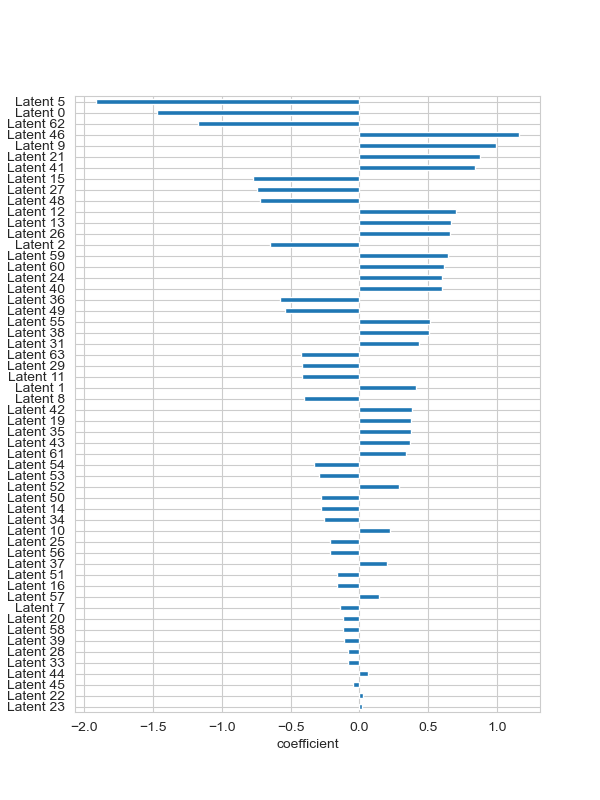 Latent 5
Latent 0
Latent 62
Latent 46
Latent 9
Latent 21
Latent 41
Latent 15
Latent 27
Latent 48
Latent 12
Latent 13
Latent 26
Latent 2
Latent 59
Latent 60
Latent 24
Latent 40
Latent 36
Latent 49
Latent 55
Latent 38
Latent 31
Latent 63
Latent 29
Latent 11
Latent 1
Latent 8
Latent 42
Latent 19
Latent 35
Latent 43
Latent 61
Latent 54
Latent 53
Latent 52
Latent 50
Latent 14
Latent 34
Latent 10
Latent 25
Latent 56
Latent 37
Latent 51
Latent 16
Latent 57
Latent 7
Latent 20
Latent 58
Latent 39
Latent 28
Latent 33
Latent 44
Latent 45
Latent 22
Latent 23
−2.0 −1.5 −1.0 −0.5 0.0 0.5 1.0
coefficient